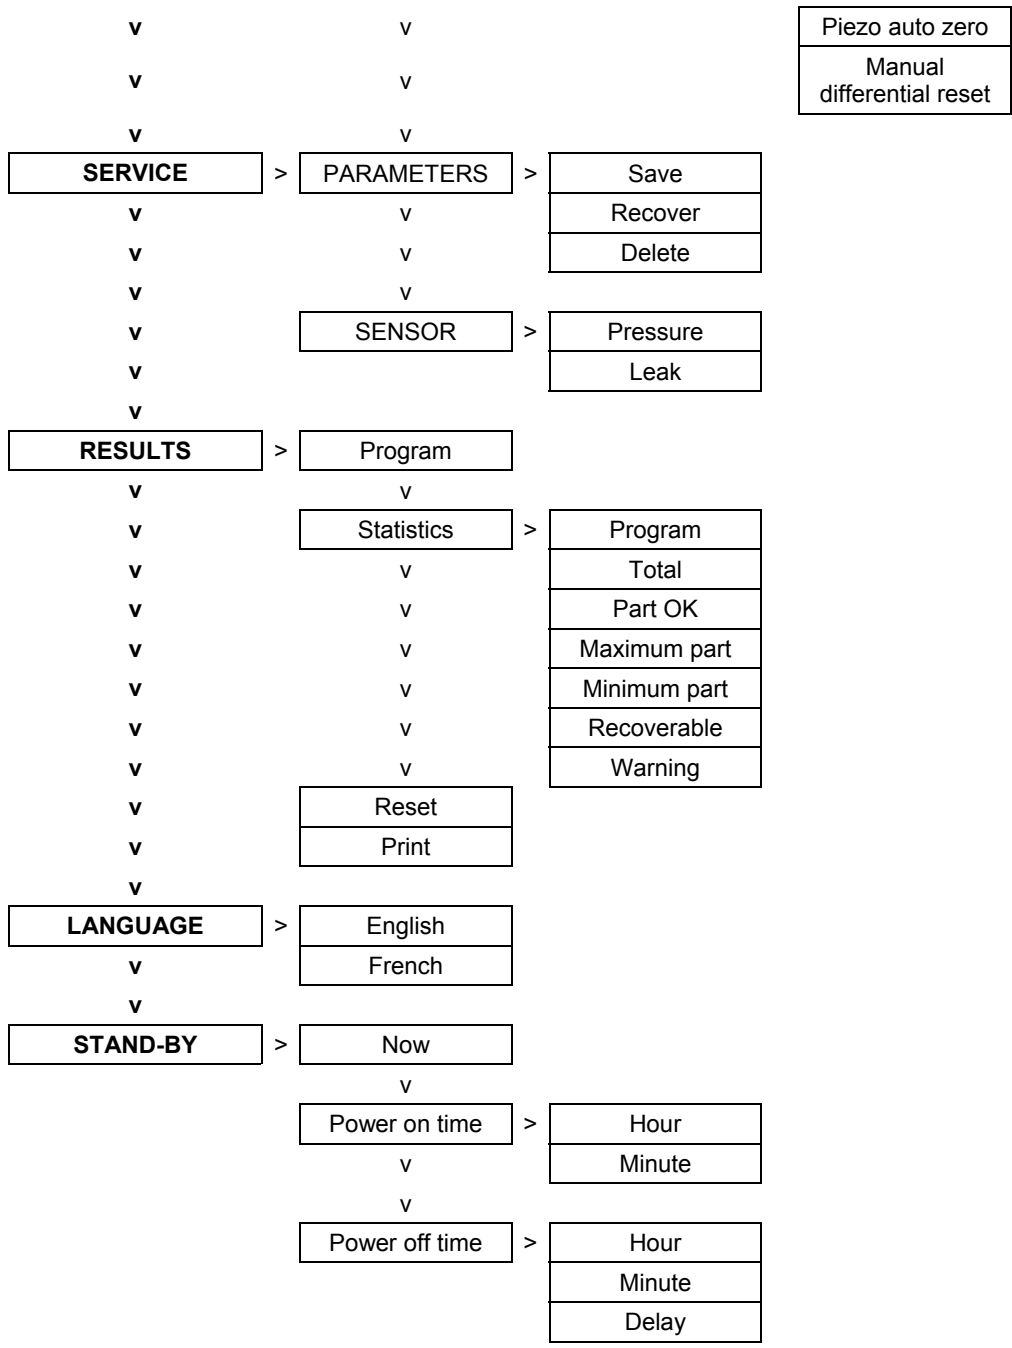 v v Piezo auto zero
v v Manual
differential reset
v v
SERVICE > PARAMETERS > Save
v v Recover
v v Delete
v v
v SENSOR > Pressure
v Leak
v
RESULTS > Program
v v
v Statistics > Program
v v Total
v v Part OK
v v Maximum part
v v Minimum part
v v Recoverable
v v Warning
v Reset
v Print
v
LANGUAGE > English
v French
v
STAND-BY > Now
v
Power on time > Hour
v Minute
v
Power off time > Hour
Minute
Delay